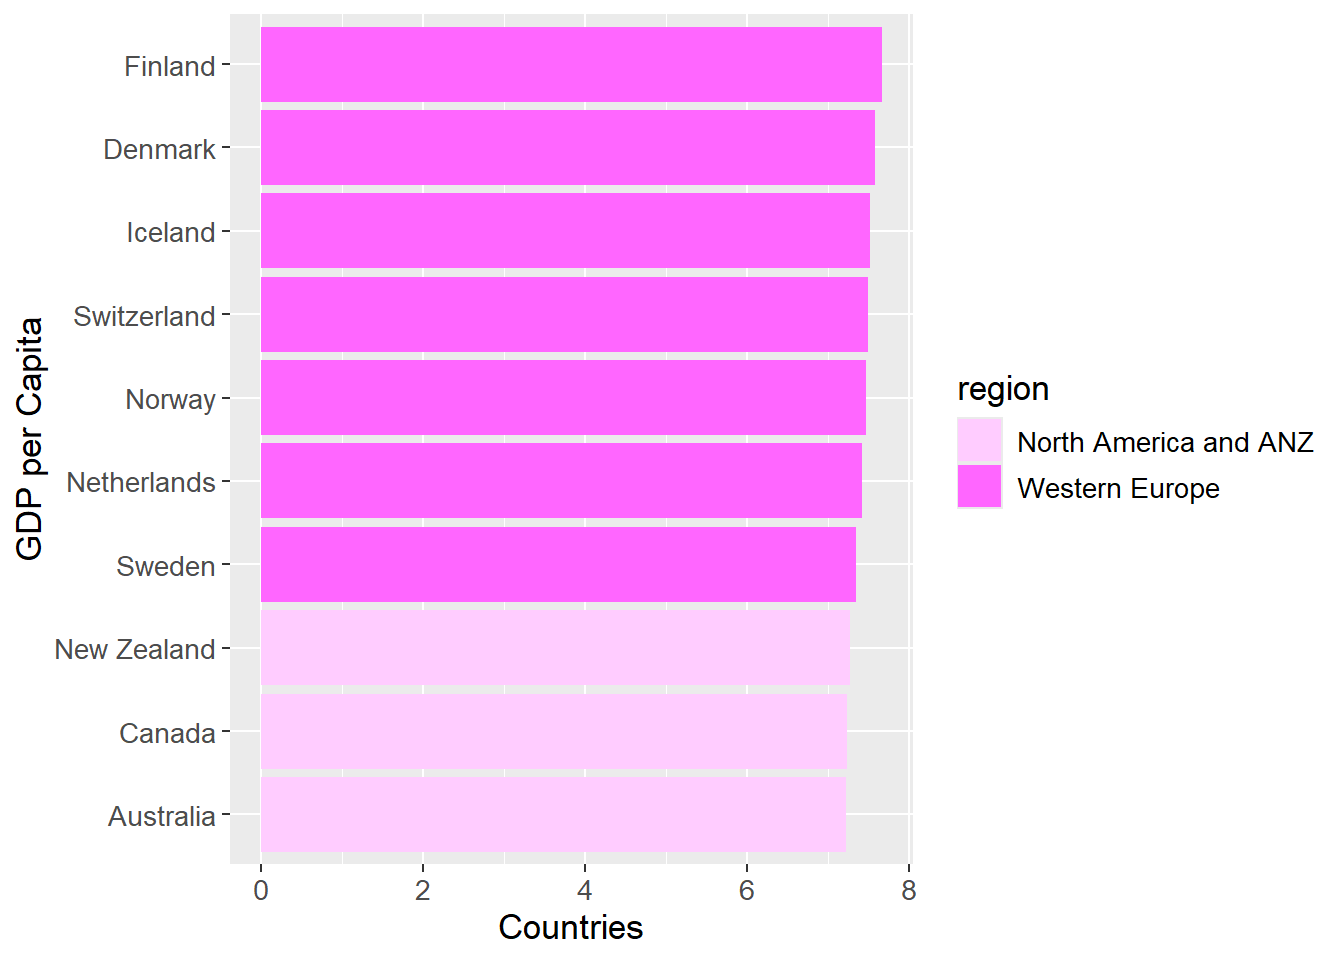 Finland
Denmark
Iceland
Switzerland
Norway
Netherlands
Sweden
New Zealand
Canada
Australia
GDP per Capita
0 2 4 6 8
Countries
region
North America and ANZ
Western Europe